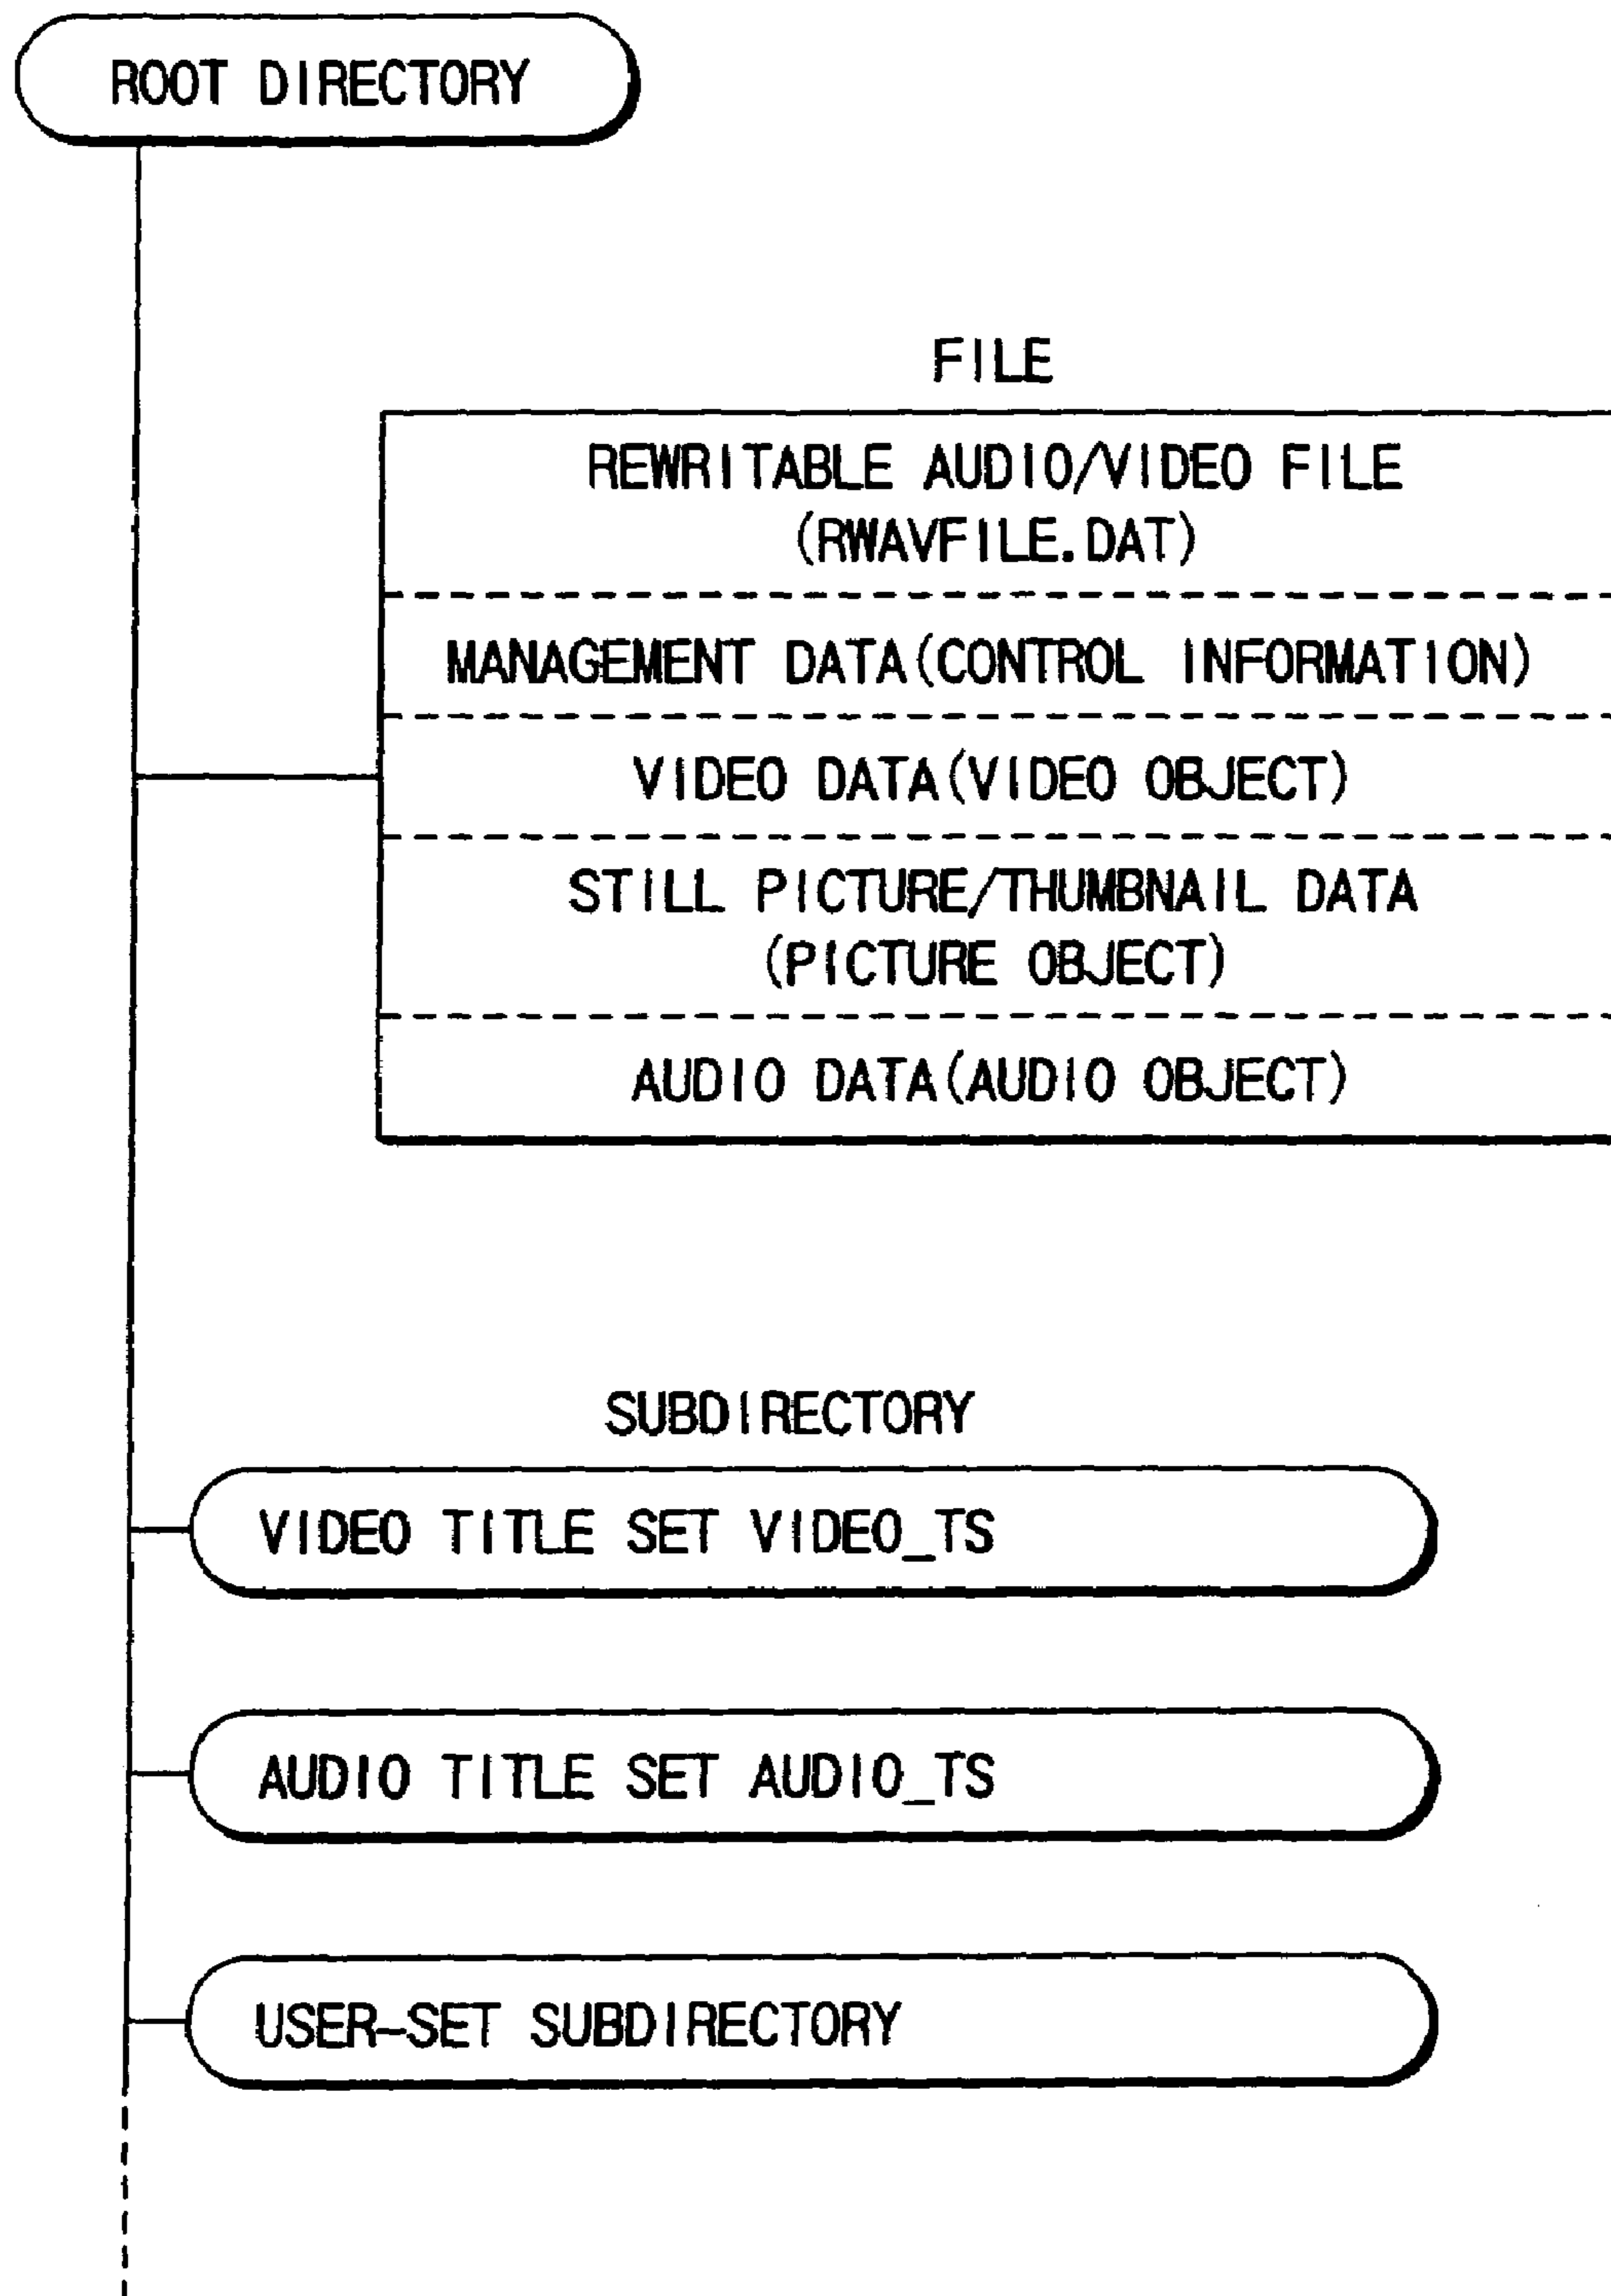 ROOT DIRECTORY
FILE
REWRITABLE AUDIO/VIDEO FILE
(RWAVFILE.DAT)
MANAGEMENT DATA(CONTROL INFORMATION)
VIDEO DATA(VIDEO OBJECT)
STILL PICTURE/THUMBNAIL DATA
(PICTURE OBJECT)
AUDIO DATA(AUDIO OBJECT)
SUBDIRECTORY
VIDEO TITLE SET VIDEO_TS
AUDIO TITLE SET AUDIO_TS
USER-SET SUBDIRECTORY